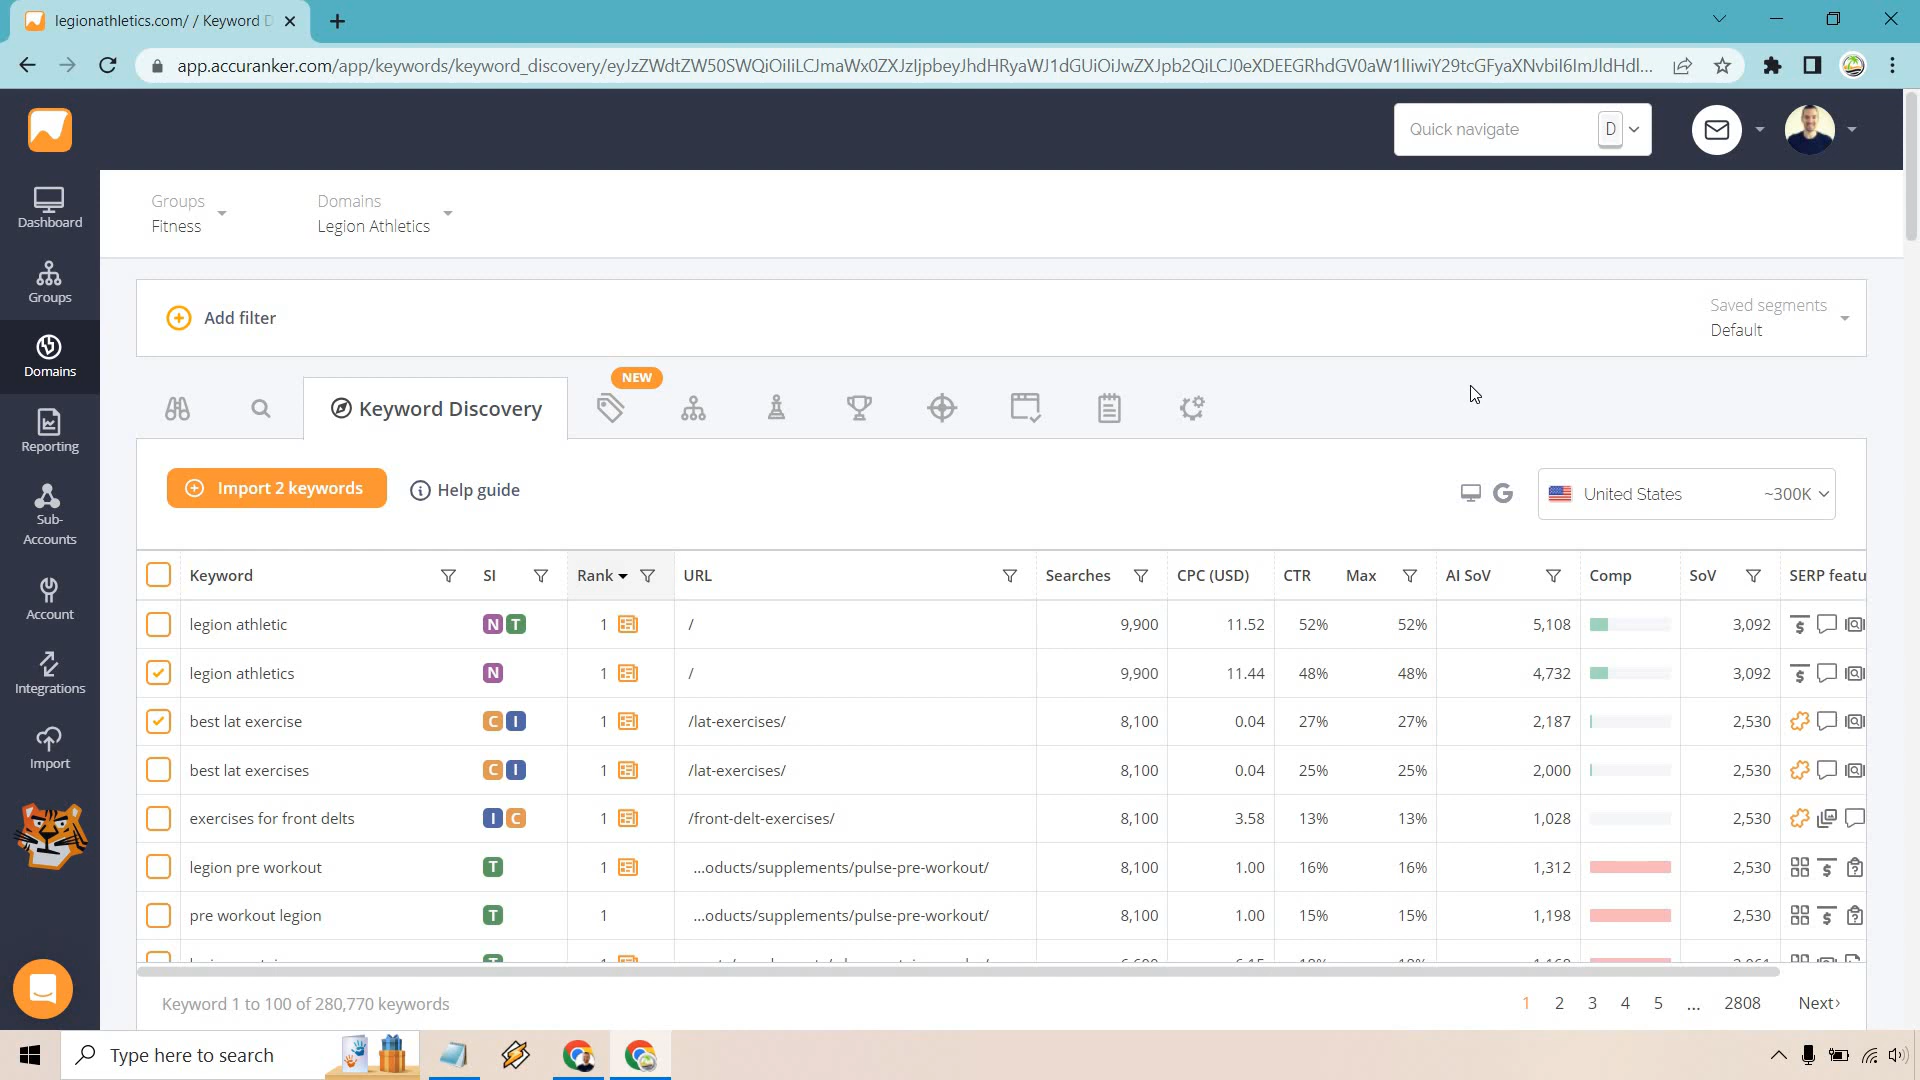 legionathletics.com/ / Keyword D
app.accuranker.com/app/keywords/keyword_discovery/eyJzZWdtZW50SWQiOiIiLCJmaWx0ZXJzIjpbeyJhdHRyaWJ1dGUiOiJwZXJpb2QiLCJ0eXDEEGRhdGV0aW1lIiwiY29tcGFyaXNvbiI6ImJldHdl...
Quick navigate D
Dashboard
Groups
Domains
Reporting
Sub-
Accounts
Account
Integrations
Import
Groups
Fitness
Domains
Legion Athletics
Add filter
Saved segments
Default
NEW
Keyword Discovery
Import 2 keywords
Help guide
United States ~300K
Keyword SI Rank URL Searches CPC (USD) CTR Max AI SoV Comp SoV SERP featu
legion athletic N T 1 / 9,900 11.52 52% 52% 5,108 3,092
legion athletics N 1 / 9,900 11.44 48% 48% 4,732 3,092
best lat exercise C I 1 /lat-exercises/ 8,100 0.04 27% 27% 2,187 2,530
best lat exercises C I 1 /lat-exercises/ 8,100 0.04 25% 25% 2,000 2,530
exercises for front delts I C 1 /front-delt-exercises/ 8,100 3.58 13% 13% 1,028 2,530
legion pre workout T 1 ...oducts/supplements/pulse-pre-workout/ 8,100 1.00 16% 16% 1,312 2,530
pre workout legion T 1 ...oducts/supplements/pulse-pre-workout/ 8,100 1.00 15% 15% 1,198 2,530
Keyword 1 to 100 of 280,770 keywords
1 2 3 4 5 ... 2808 Next›
Type here to search